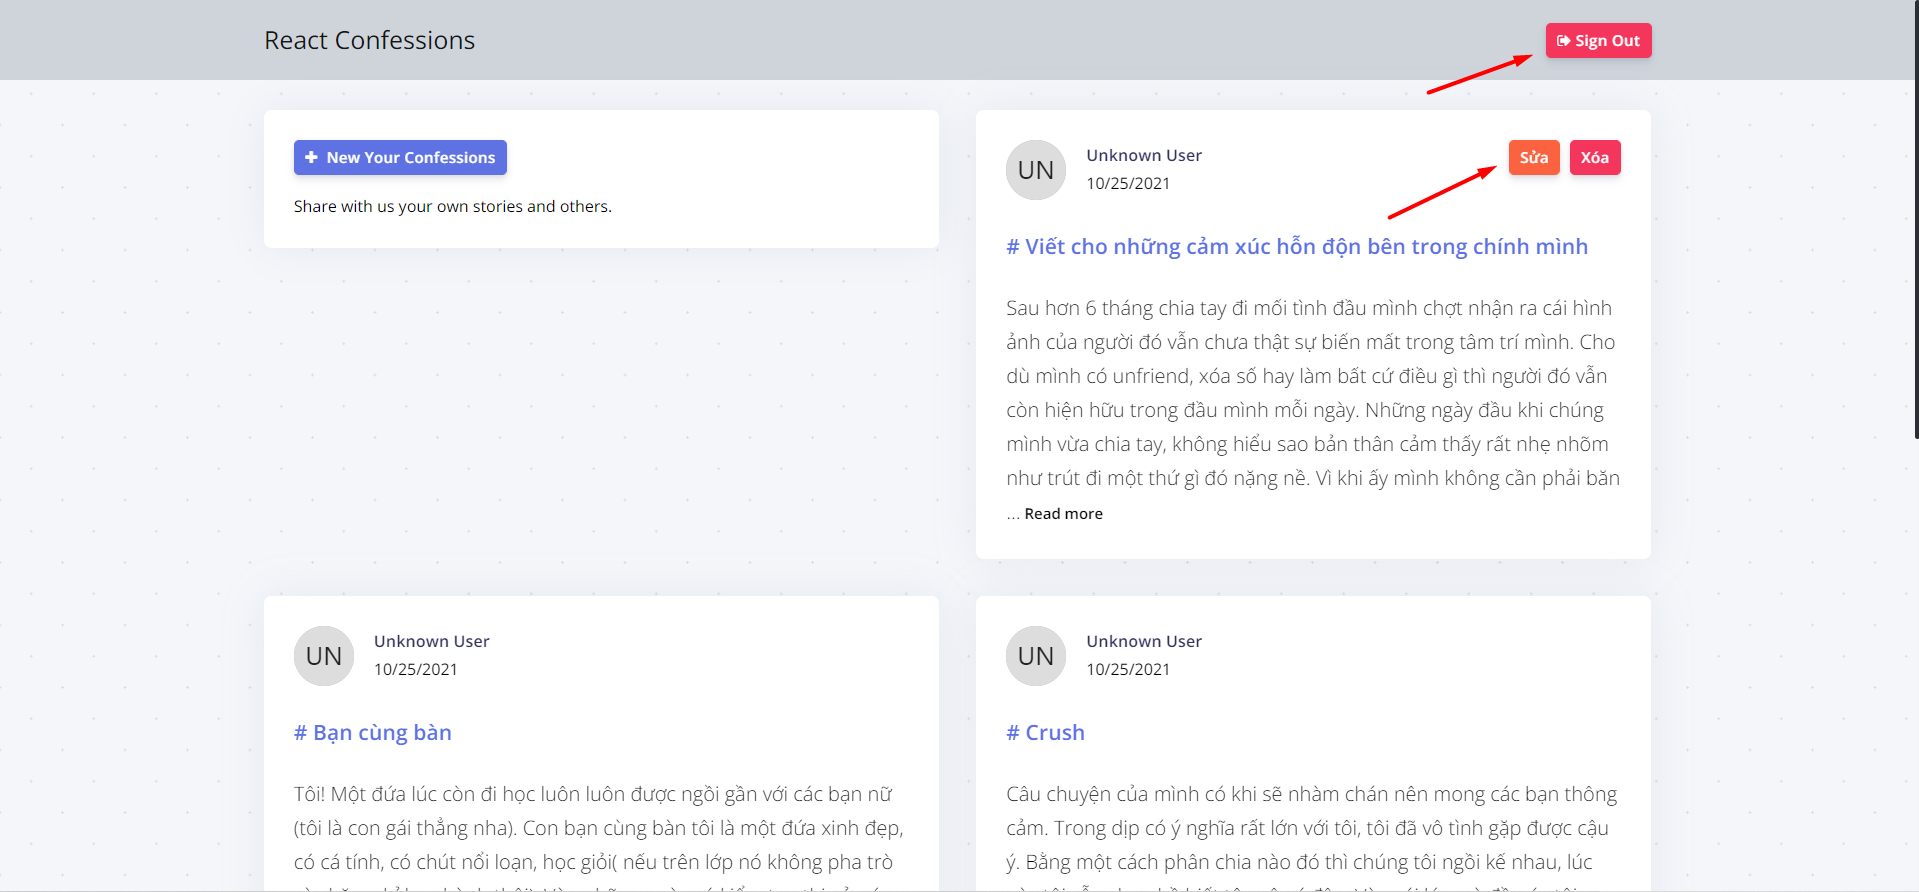 React Confessions
Sign Out
New Your Confessions
Share with us your own stories and others.
UN
Unknown User
10/25/2021
Sửa
Xóa
# Viết cho những cảm xúc hỗn độn bên trong chính mình
Sau hơn 6 tháng chia tay đi mối tình đầu mình chợt nhận ra cái hình
ảnh của người đó vẫn chưa thật sự biến mất trong tâm trí mình. Cho
dù mình có unfriend, xóa số hay làm bất cứ điều gì thì người đó vẫn
còn hiện hữu trong đầu mình mỗi ngày. Những ngày đầu khi chúng
mình vừa chia tay, không hiểu sao bản thân cảm thấy rất nhẹ nhõm
như trút đi một thứ gì đó nặng nề. Vì khi ấy mình không cần phải băn
... Read more
UN
Unknown User
10/25/2021
# Bạn cùng bàn
Tôi! Một đứa lúc còn đi học luôn luôn được ngồi gần với các bạn nữ
(tôi là con gái thẳng nha). Con bạn cùng bàn tôi là một đứa xinh đẹp,
có cá tính, có chút nổi loạn, học giỏi( nếu trên lớp nó không pha trò
UN
Unknown User
10/25/2021
# Crush
Câu chuyện của mình có khi sẽ nhàm chán nên mong các bạn thông
cảm. Trong dịp có ý nghĩa rất lớn với tôi, tôi đã vô tình gặp được cậu
ý. Bằng một cách phân chia nào đó thì chúng tôi ngồi kế nhau, lúc